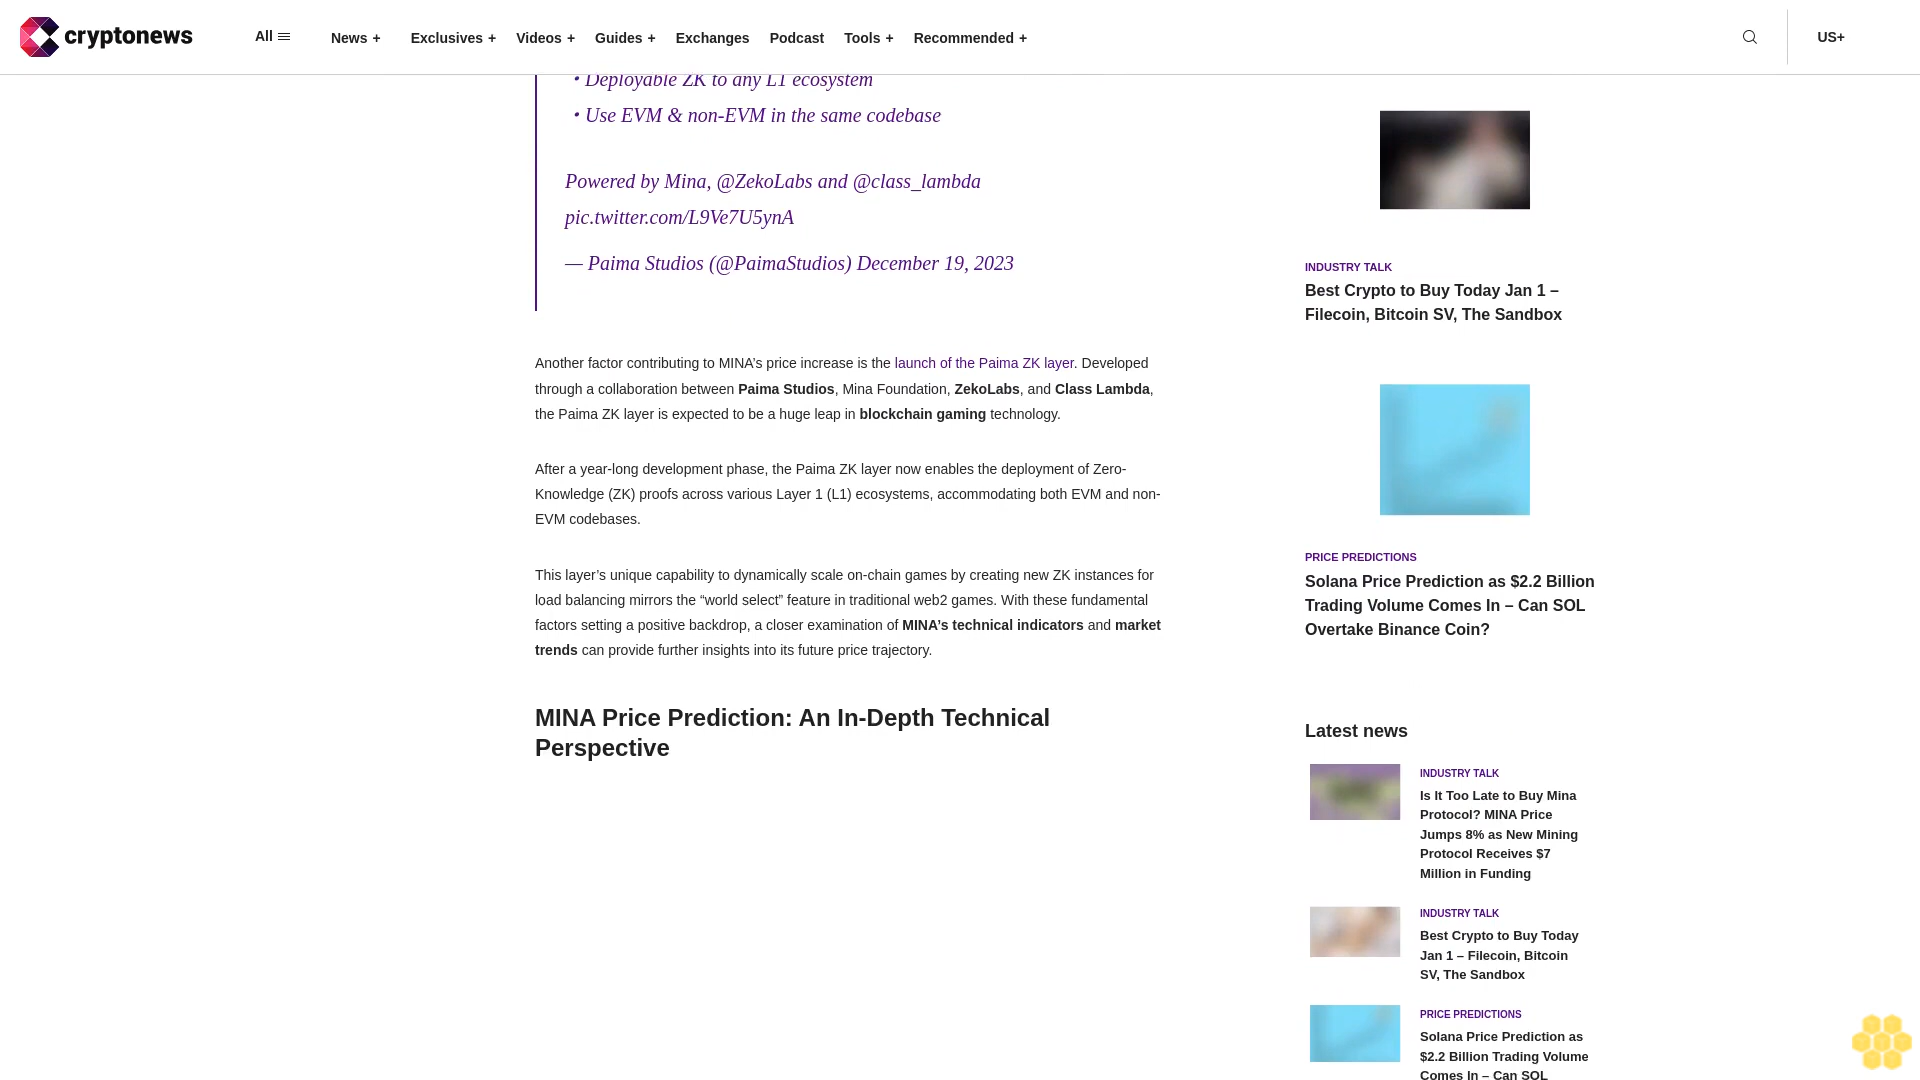 cryptonews
All
News +
Exclusives +
Videos +
Guides +
Exchanges
Podcast
Tools +
Recommended +
US+
• Deployable ZK to any L1 ecosystem
• Use EVM & non-EVM in the same codebase
Powered by Mina, @ZekoLabs and @class_lambda
pic.twitter.com/L9Ve7U5ynA
— Paima Studios (@PaimaStudios) December 19, 2023
Another factor contributing to MINA’s price increase is the launch of the Paima ZK layer. Developed
through a collaboration between Paima Studios, Mina Foundation, ZekoLabs, and Class Lambda,
the Paima ZK layer is expected to be a huge leap in blockchain gaming technology.
After a year-long development phase, the Paima ZK layer now enables the deployment of Zero-
Knowledge (ZK) proofs across various Layer 1 (L1) ecosystems, accommodating both EVM and non-
EVM codebases.
This layer’s unique capability to dynamically scale on-chain games by creating new ZK instances for
load balancing mirrors the “world select” feature in traditional web2 games. With these fundamental
factors setting a positive backdrop, a closer examination of MINA’s technical indicators and market
trends can provide further insights into its future price trajectory.
MINA Price Prediction: An In-Depth Technical
Perspective
INDUSTRY TALK
Best Crypto to Buy Today Jan 1 –
Filecoin, Bitcoin SV, The Sandbox
PRICE PREDICTIONS
Solana Price Prediction as $2.2 Billion
Trading Volume Comes In – Can SOL
Overtake Binance Coin?
Latest news
INDUSTRY TALK
Is It Too Late to Buy Mina
Protocol? MINA Price
Jumps 8% as New Mining
Protocol Receives $7
Million in Funding
INDUSTRY TALK
Best Crypto to Buy Today
Jan 1 – Filecoin, Bitcoin
SV, The Sandbox
PRICE PREDICTIONS
Solana Price Prediction as
$2.2 Billion Trading Volume
Comes In – Can SOL